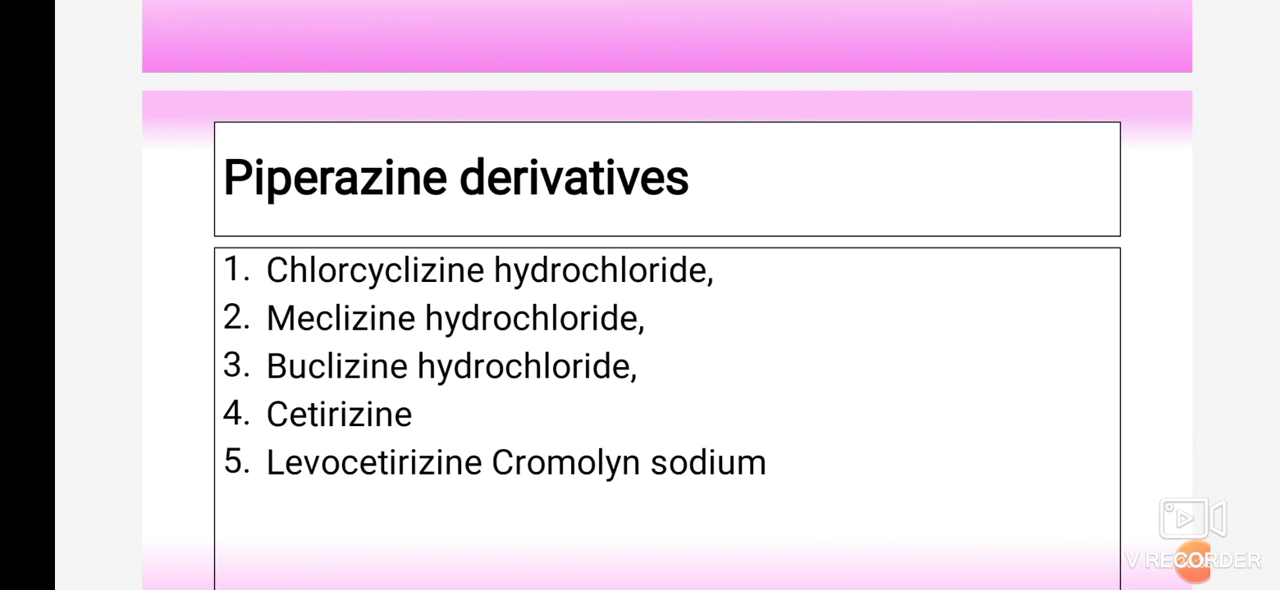 Piperazine derivatives
1. Chlorcyclizine hydrochloride,
2. Meclizine hydrochloride,
3. Buclizine hydrochloride,
4. Cetirizine
5. Levocetirizine Cromolyn sodium
V RECORDER